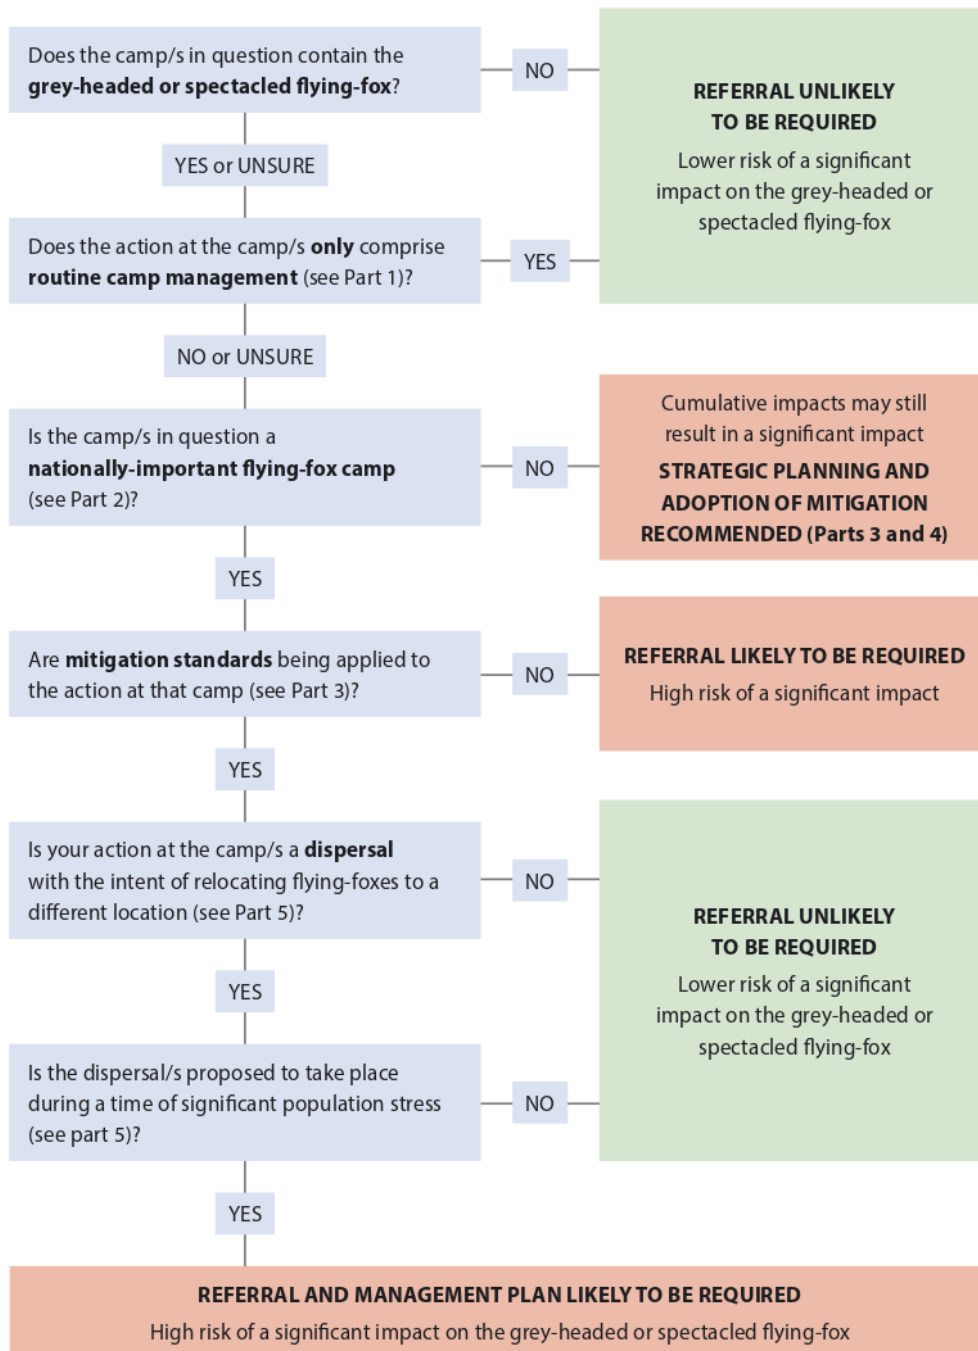 Does the camp/s in question contain the
grey-headed or spectacled flying-fox?
NO
REFERRAL UNLIKELY
TO BE REQUIRED
Lower risk of a significant
impact on the grey-headed or
spectacled flying-fox
YES or UNSURE
Does the action at the camp/s only comprise
routine camp management (see Part 1)?
YES
NO or UNSURE
Is the camp/s in question a
nationally-important flying-fox camp
(see Part 2)?
NO
Cumulative impacts may still
result in a significant impact
STRATEGIC PLANNING AND
ADOPTION OF MITIGATION
RECOMMENDED (Parts 3 and 4)
YES
Are mitigation standards being applied to
the action at that camp (see Part 3)?
NO
REFERRAL LIKELY TO BE REQUIRED
High risk of a significant impact
YES
Is your action at the camp/s a dispersal
with the intent of relocating flying-foxes to a
different location (see Part 5)?
NO
REFERRAL UNLIKELY
TO BE REQUIRED
Lower risk of a significant
impact on the grey-headed or
spectacled flying-fox
YES
Is the dispersal/s proposed to take place
during a time of significant population stress
(see part 5)?
NO
YES
REFERRAL AND MANAGEMENT PLAN LIKELY TO BE REQUIRED
High risk of a significant impact on the grey-headed or spectacled flying-fox